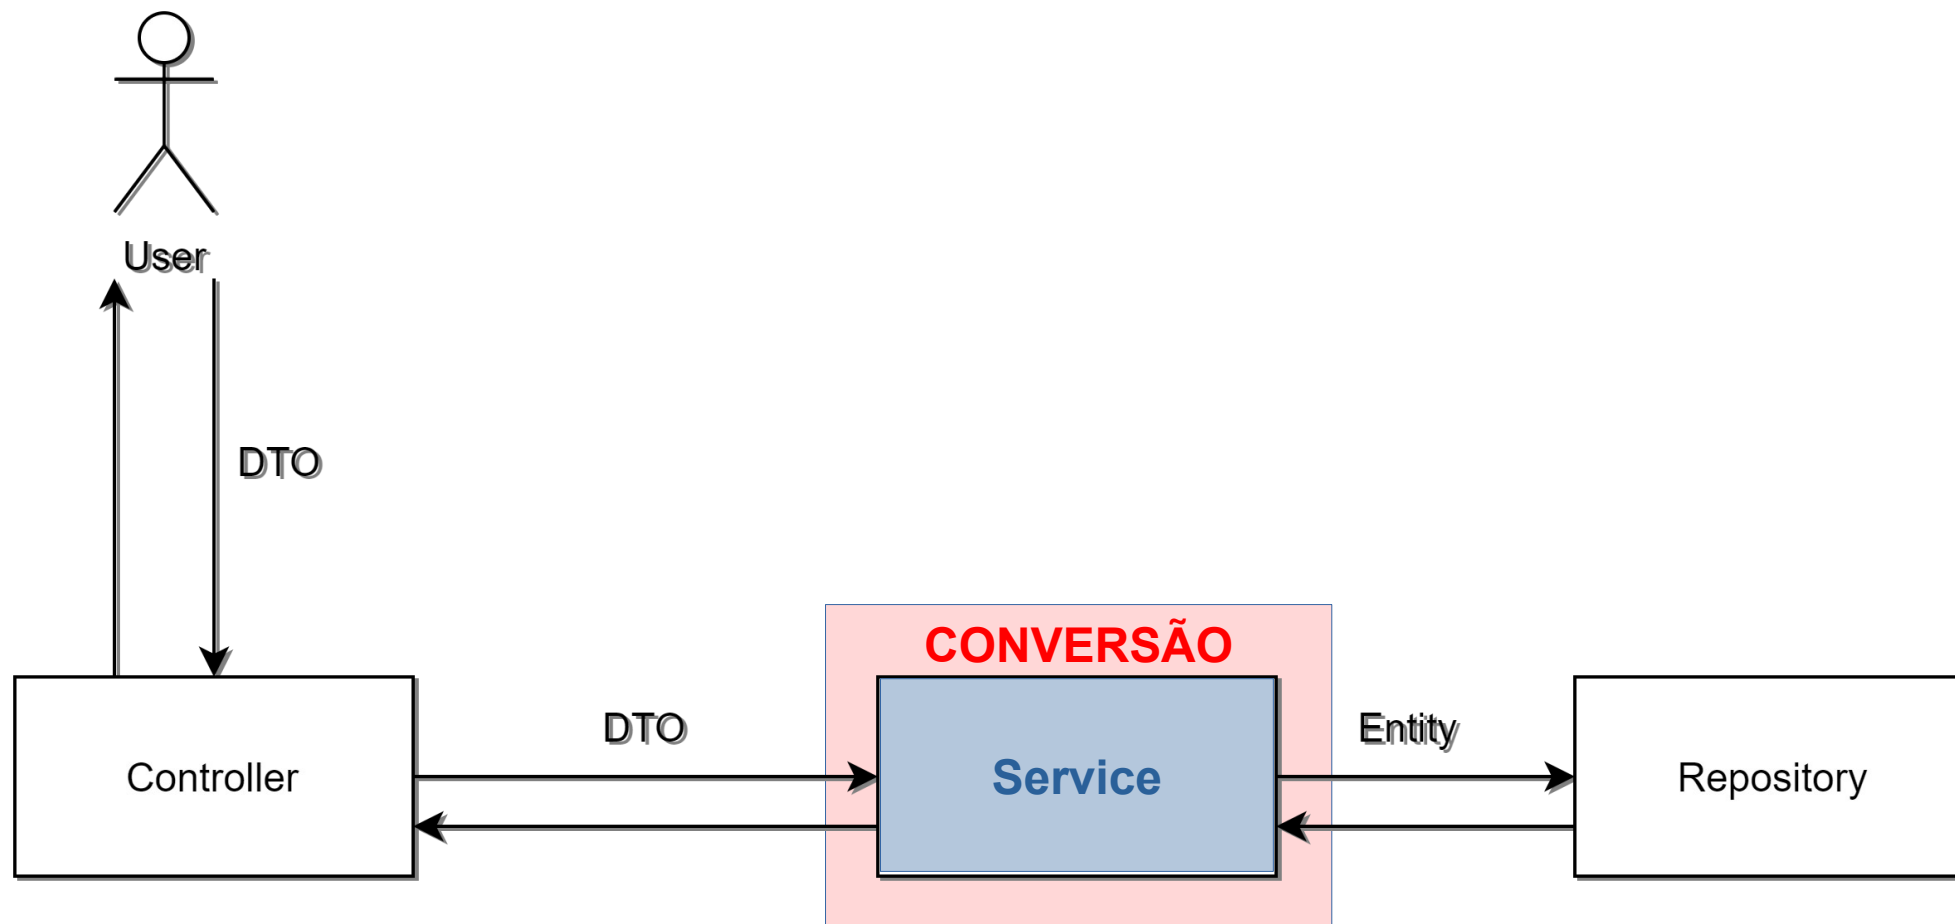 User
DTO
CONVERSÃO
DTO
Entity
Controller
Service
Repository